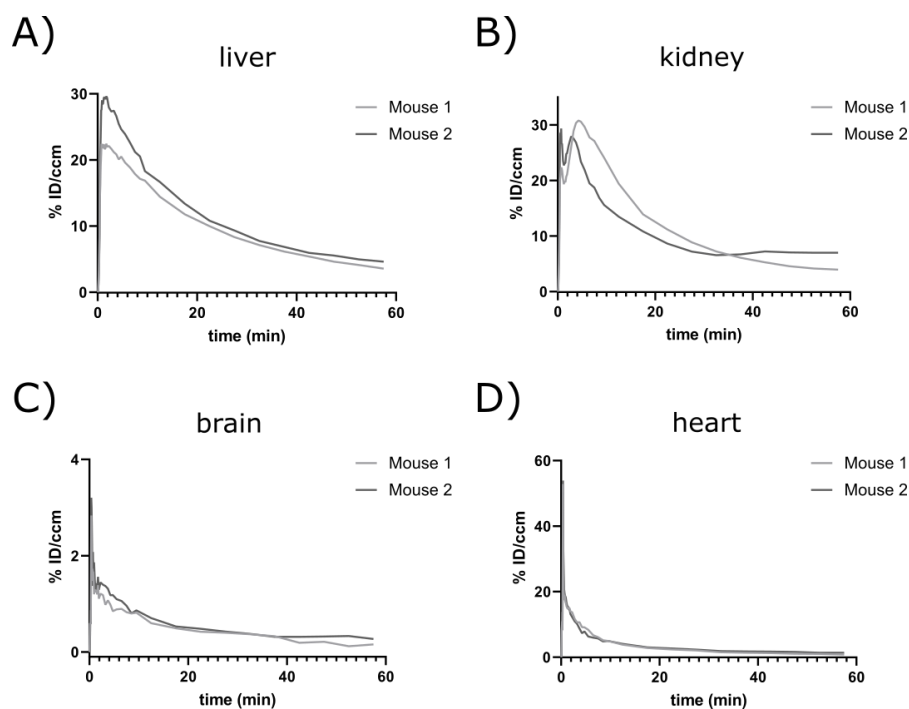 A)
liver
30
20
10
0
% ID/ccm
0 20 40 60
time (min)
Mouse 1
Mouse 2
B)
kidney
30
20
10
0
% ID/ccm
0 20 40 60
time (min)
Mouse 1
Mouse 2
C)
brain
4
2
0
% ID/ccm
0 20 40 60
time (min)
Mouse 1
Mouse 2
D)
heart
60
40
20
0
% ID/ccm
0 20 40 60
time (min)
Mouse 1
Mouse 2